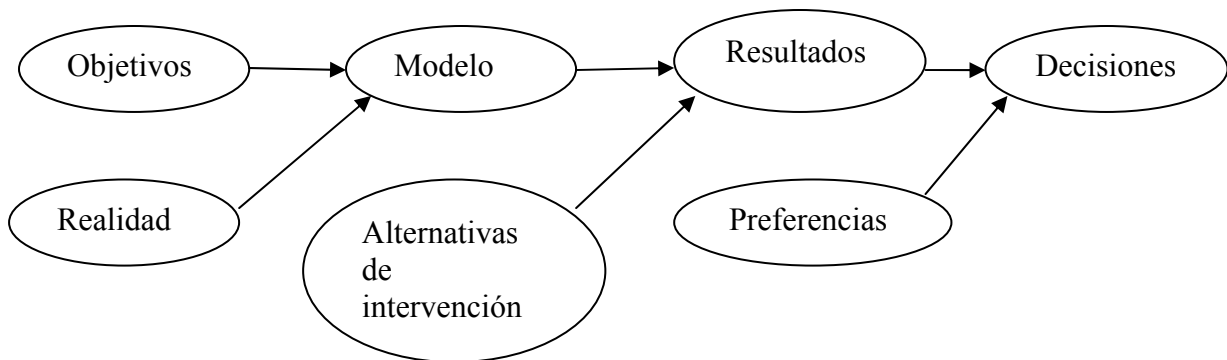 Objetivos
Modelo
Resultados
Decisiones
Realidad
Alternativas
de
intervención
Preferencias